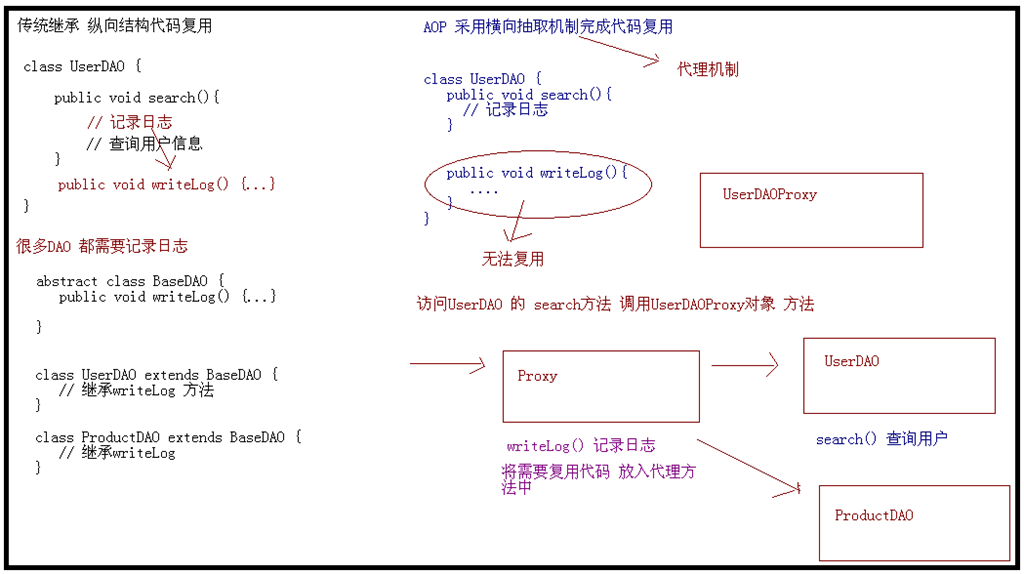 传统继承 纵向结构代码复用
class UserDAO {
public void search(){
// 记录日志
// 查询用户信息
}
public void writeLog() {...}
}
很多DAO 都需要记录日志
abstract class BaseDAO {
public void writeLog() {...}
}
class UserDAO extends BaseDAO {
// 继承writeLog 方法
}
class ProductDAO extends BaseDAO {
// 继承writeLog
}
AOP 采用横向抽取机制完成代码复用
代理机制
class UserDAO {
public void search(){
// 记录日志
}
public void writeLog(){
....
}
}
无法复用
UserDAOProxy
访问UserDAO 的 search方法 调用UserDAOProxy对象 方法
Proxy
writeLog() 记录日志
将需要复用代码 放入代理方
法中
UserDAO
search() 查询用户
ProductDAO